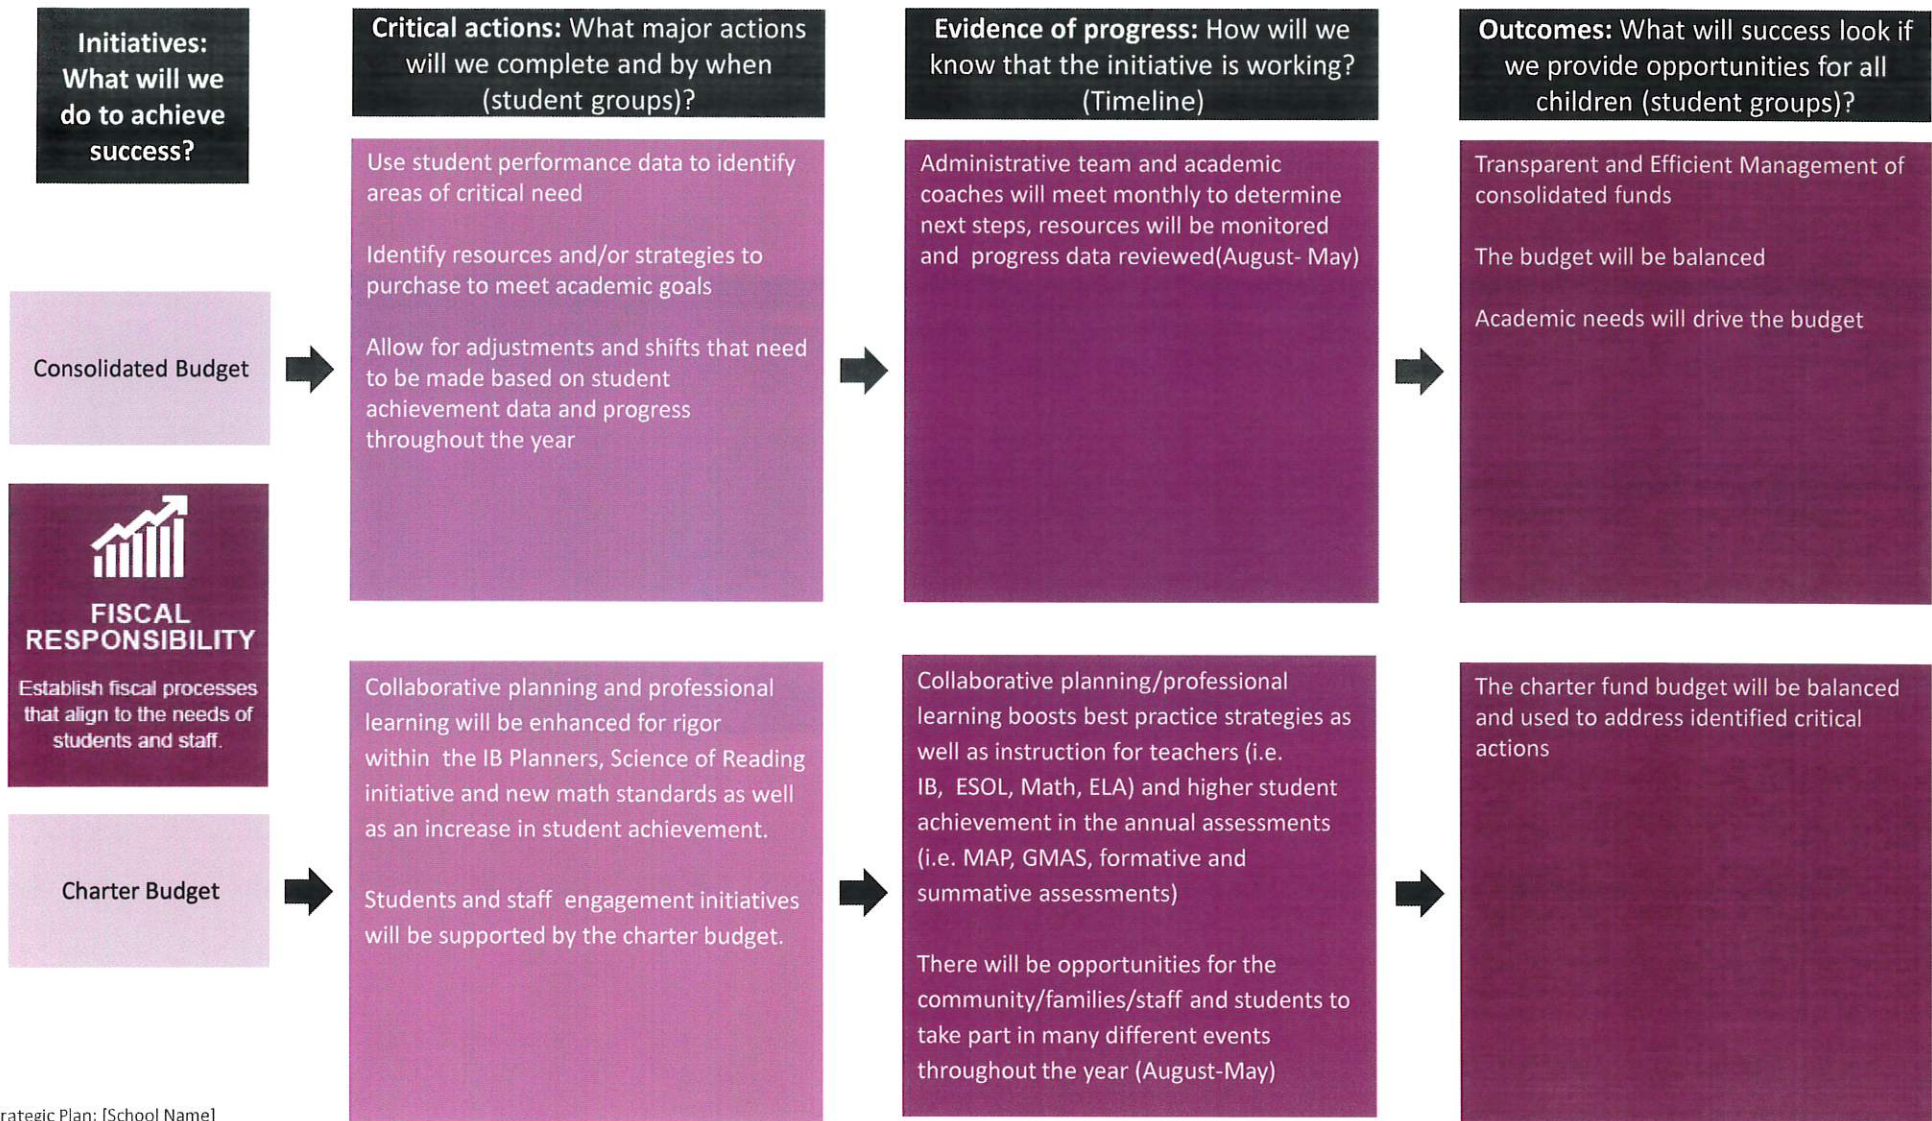 Initiatives:
What will we
do to achieve
success?
Critical actions: What major actions
will we complete and by when
(student groups)?
Evidence of progress: How will we
know that the initiative is working?
(Timeline)
Outcomes: What will success look if
we provide opportunities for all
children (student groups)?
Consolidated Budget
Use student performance data to identify
areas of critical need
Identify resources and/or strategies to
purchase to meet academic goals
Allow for adjustments and shifts that need
to be made based on student
achievement data and progress
throughout the year
Administrative team and academic
coaches will meet monthly to determine
next steps, resources will be monitored
and progress data reviewed(August- May)
Transparent and Efficient Management of
consolidated funds
The budget will be balanced
Academic needs will drive the budget
FISCAL
RESPONSIBILITY
Establish fiscal processes
that align to the needs of
students and staff.
Charter Budget
Collaborative planning and professional
learning will be enhanced for rigor
within the IB Planners, Science of Reading
initiative and new math standards as well
as an increase in student achievement.
Students and staff engagement initiatives
will be supported by the charter budget.
Collaborative planning/professional
learning boosts best practice strategies as
well as instruction for teachers (i.e.
IB, ESOL, Math, ELA) and higher student
achievement in the annual assessments
(i.e. MAP, GMAS, formative and
summative assessments)
There will be opportunities for the
community/families/staff and students to
take part in many different events
throughout the year (August-May)
The charter fund budget will be balanced
and used to address identified critical
actions
rategic Plan: [School Name]